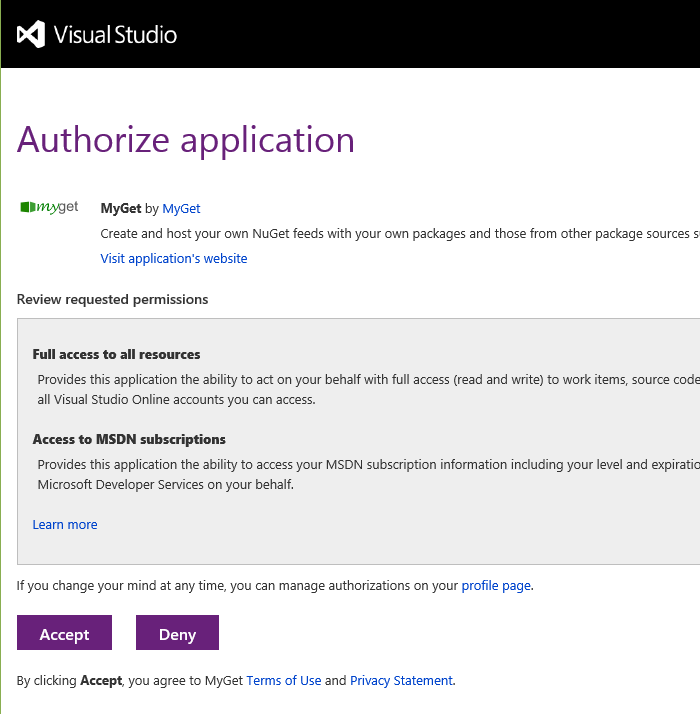 Visual Studio
Authorize application
myget
MyGet by MyGet
Create and host your own NuGet feeds with your own packages and those from other package sources
Visit application's website
Review requested permissions
Full access to all resources
Provides this application the ability to act on your behalf with full access (read and write) to work items, source code
all Visual Studio Online accounts you can access.
Access to MSDN subscriptions
Provides this application the ability to access your MSDN subscription information including your level and
Microsoft Developer Services on your behalf.
Learn more
If you change your mind at any time, you can manage authorizations on your profile page.
Accept
Deny
By clicking Accept, you agree to MyGet Terms of Use and Privacy Statement.